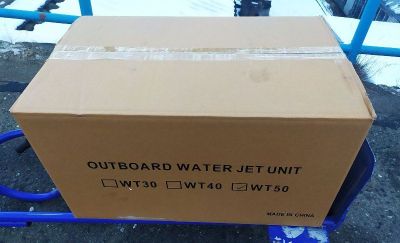 OUTBOARD WATER JET UNIT
☐WT30 ☐WT40 ☑WT50
MADE IN CHINA